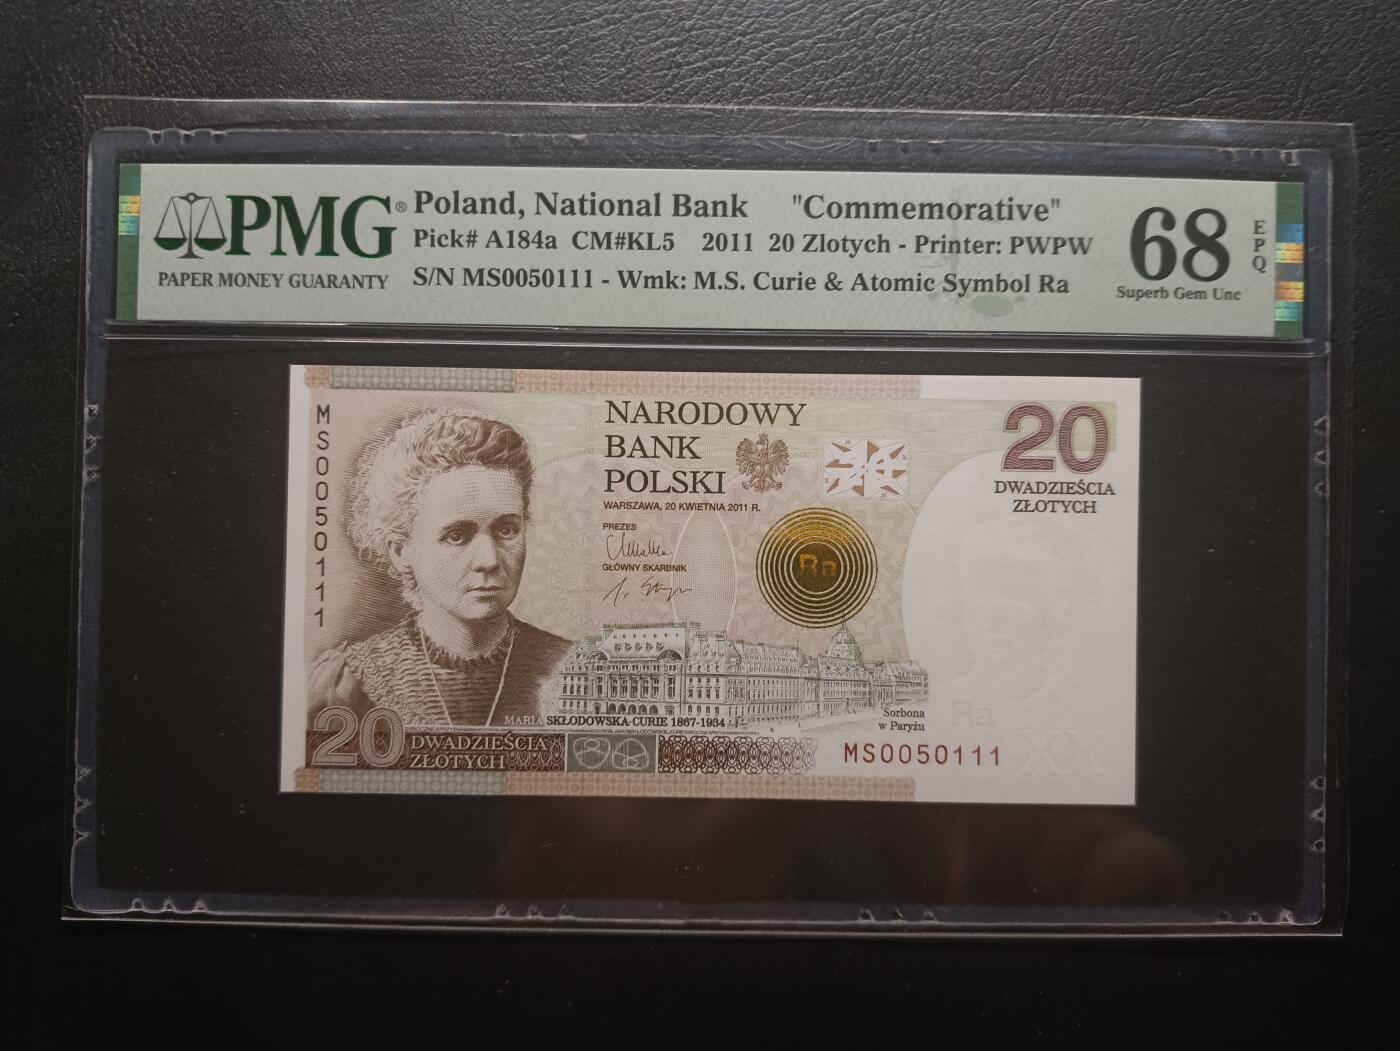 PMG®
PAPER MONEY GUARANTY
Poland, National Bank "Commemorative"
Pick# A184a CM#KL5 2011 20 Zlotych - Printer: PWPW
S/N MS0050111 - Wmk: M.S. Curie & Atomic Symbol Ra
68
EPQ
Superb Gem Unc
MS0050111
NARODOWY
BANK
POLSKI
WARSZAWA, 20 KWIETNIA 2011 R.
PREZES
GŁÓWNY SKARBNIK
20
DWADZIEŚCIA
ZŁOTYCH
Ra
Ra
MARIA SKŁODOWSKA-CURIE 1867-1934
Sorbona
w Paryżu
20
DWADZIEŚCIA
ZŁOTYCH
MS0050111
XX